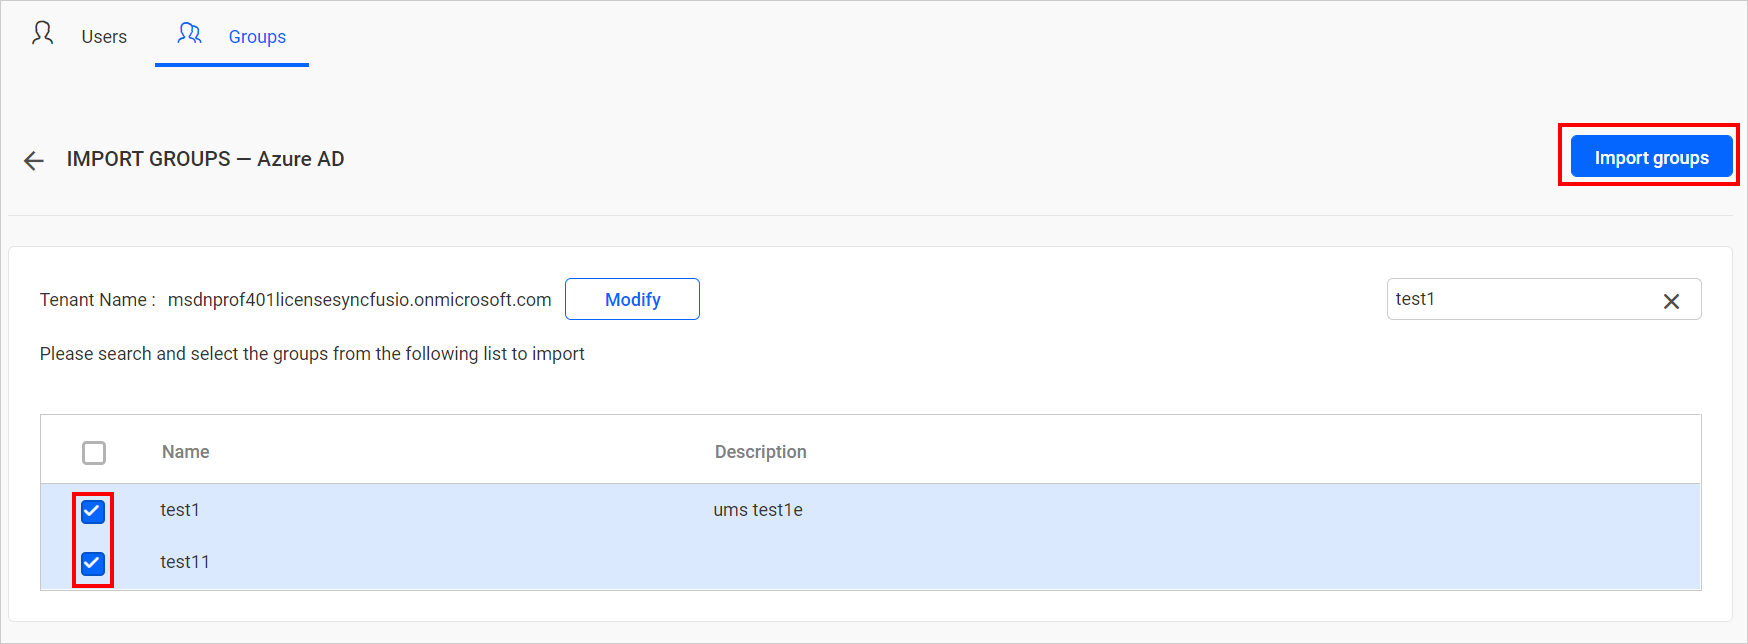 Users Groups
IMPORT GROUPS — Azure AD Import groups
Tenant Name : msdnprof401licensesyncfusio.onmicrosoft.com Modify test1
Please search and select the groups from the following list to import
Name Description
test1 ums test1e
test11